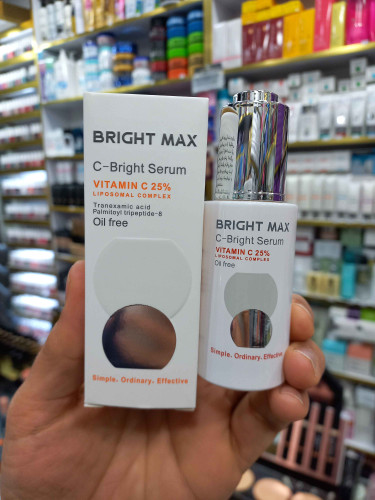 BRIGHT MAX
C-Bright Serum
VITAMIN C 25%
LIPOSOMAL COMPLEX
Tranexamic acid
Palmitoyl tripeptide-8
Oil free
Simple. Ordinary. Effective
BRIGHT MAX
C-Bright Serum
VITAMIN C 25%
LIPOSOMAL COMPLEX
Oil free
Simple. Ordinary. Effective